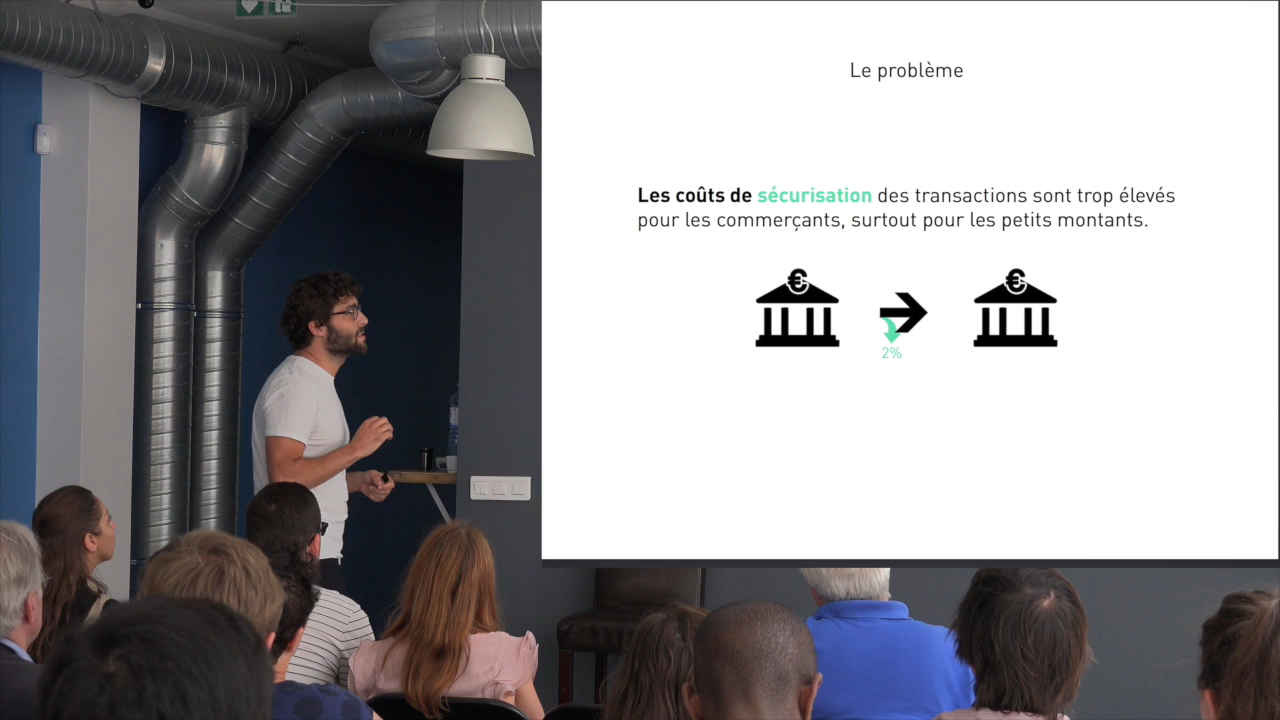 Le problème
Les coûts de sécurisation des transactions sont trop élevés
pour les commerçants, surtout pour les petits montants.
€
€
2%